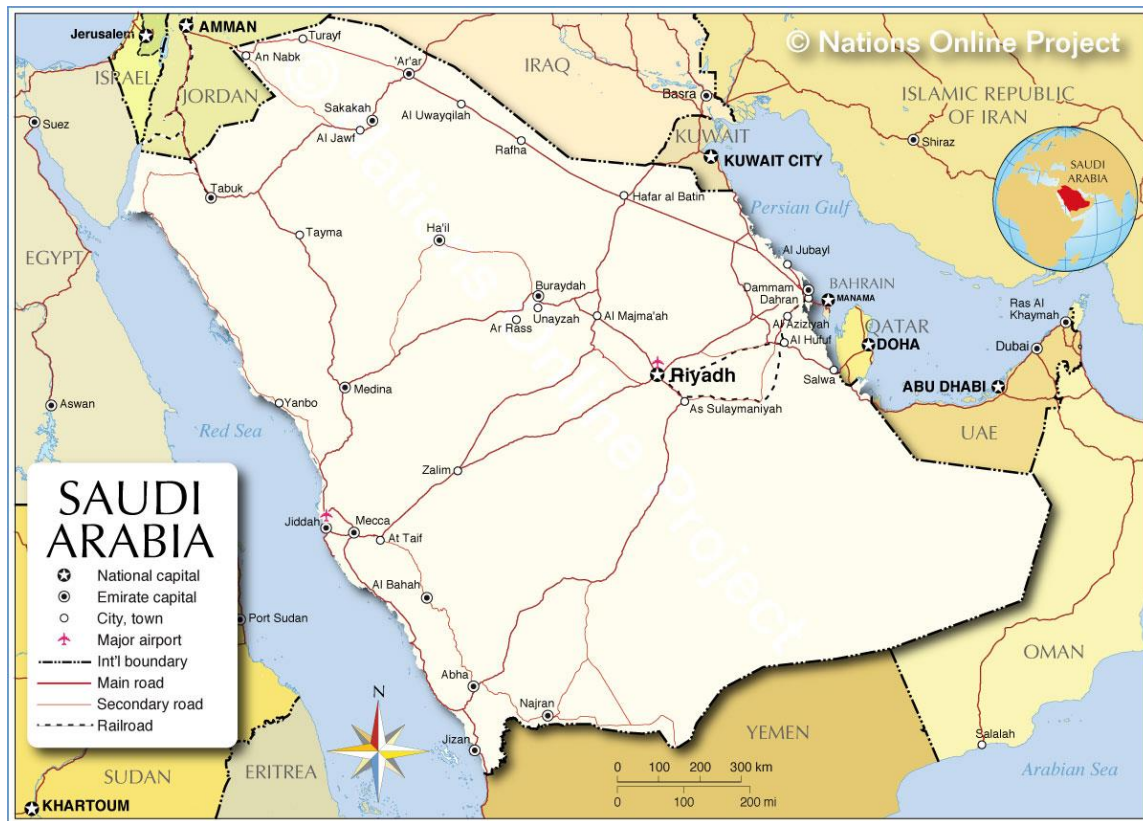 © Nations Online Project
Jerusalem
AMMAN
Turayf
An Nabk
'Ar'ar
IRAQ
ISRAEL
JORDAN
Basra
ISLAMIC REPUBLIC
OF IRAN
Suez
Sakakah
Al Uwayqilah
Al Jawf
KUWAIT
Shiraz
Rafha
KUWAIT CITY
SAUDI
ARABIA
Tabuk
Hafar al Batin
Persian Gulf
Tayma
Ha'il
EGYPT
Al Jubayl
Buraydah
Dammam
BAHRAIN
Dahran
MANAMA
Unayzah
Ar Rass
Al Majma'ah
Al Aziziyah
QATAR
Ras Al
Khaymah
Al Hufuf
DOHA
Dubai
Riyadh
Salwa
ABU DHABI
Medina
Aswan
Yanbo
As Sulaymaniyah
Red Sea
UAE
Zalim
SAUDI
ARABIA
National capital
Emirate capital
City, town
Major airport
Int'l boundary
Main road
Secondary road
Railroad
Jiddah
Mecca
At Taif
Al Bahah
Port Sudan
OMAN
Abha
N
Najran
Jizan
YEMEN
Salalah
0 100 200 300 km
0 100 200 mi
Arabian Sea
SUDAN
ERITREA
KHARTOUM
© Nations Online Project